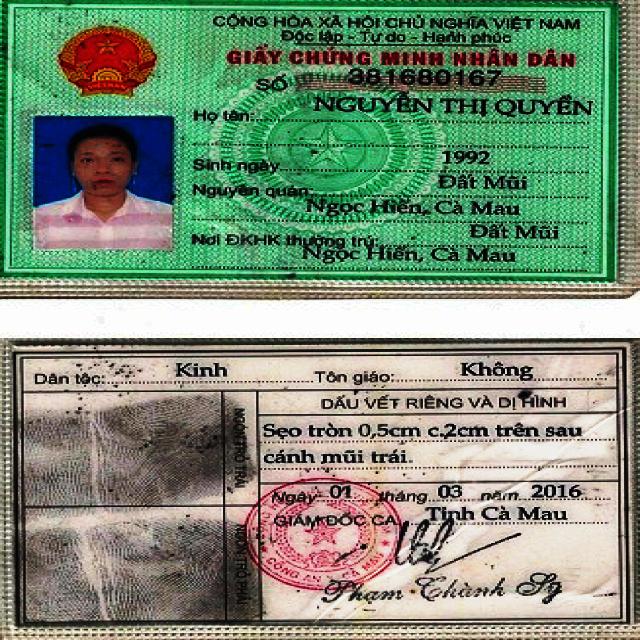 CỘNG HÒA XÃ HỘI CHỦ NGHĨA VIỆT NAM
Độc lập - Tự do - Hạnh phúc
GIẤY CHỨNG MINH NHÂN DÂN
SỐ 381680167
Họ tên: NGUYỄN THỊ QUYỀN
Sinh ngày 1992
Nguyên quán: Đất Mũi
Ngọc Hiển, Cà Mau
Nơi ĐKHK thường trú: Đất Mũi
Ngọc Hiển, Cà Mau
Dân tộc: Kinh Tôn giáo: Không
DẤU VẾT RIÊNG VÀ DỊ HÌNH
Sẹo tròn 0,5cm c.2cm trên sau
cánh mũi trái.
Ngày 01 tháng 03 năm 2016
GIÁM ĐỐC CA Tỉnh Cà Mau
Phạm Thành Sỹ
NGÓN TRỎ TRÁI
NGÓN TRỎ PHẢI